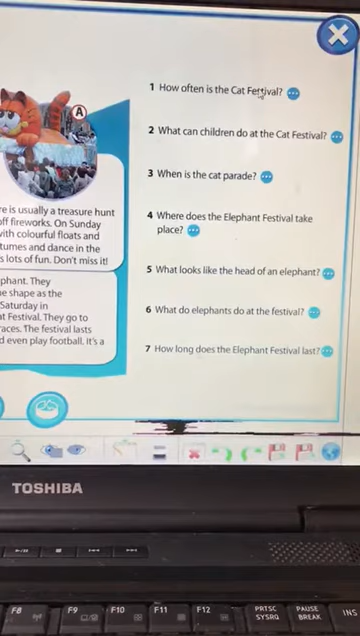 A
re is usually a treasure hunt
off fireworks. On Sunday
with colourful floats and
tumes and dance in the
s lots of fun. Don't miss it!
phant. They
e shape as the
Saturday in
at Festival. They go to
races. The festival lasts
d even play football. It's a
1 How often is the Cat Festival?
2 What can children do at the Cat Festival?
3 When is the cat parade?
4 Where does the Elephant Festival take
place?
5 What looks like the head of an elephant?
6 What do elephants do at the festival?
7 How long does the Elephant Festival last?
TOSHIBA
F8 F9 F10 F11 F12 PRTSC PAUSE INS
SYSRQ BREAK